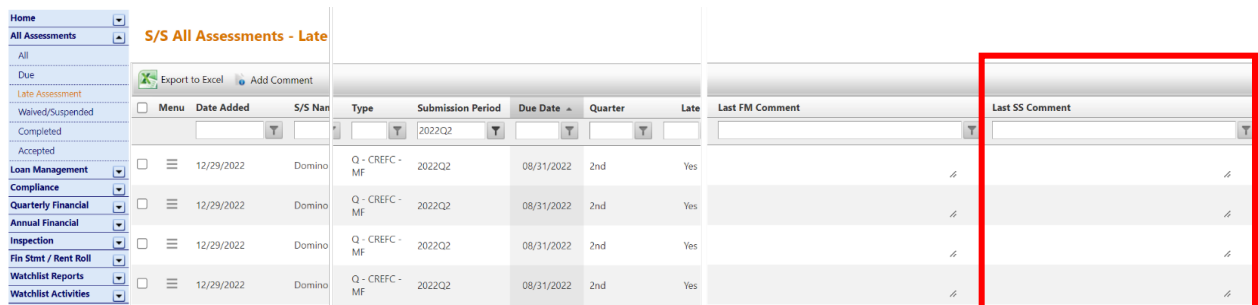 Home
All Assessments
All
Due
Late Assessment
Waived/Suspended
Completed
Accepted
Loan Management
Compliance
Quarterly Financial
Annual Financial
Inspection
Fin Stmt / Rent Roll
Watchlist Reports
Watchlist Activities
S/S All Assessments - Late
Export to Excel Add Comment
Menu Date Added S/S Nan Type Submission Period Due Date Quarter Late Last FM Comment Last SS Comment
2022Q2
12/29/2022 Domino Q - CREFC - MF 2022Q2 08/31/2022 2nd Yes
12/29/2022 Domino Q - CREFC - MF 2022Q2 08/31/2022 2nd Yes
12/29/2022 Domino Q - CREFC - MF 2022Q2 08/31/2022 2nd Yes
12/29/2022 Domino Q - CREFC - MF 2022Q2 08/31/2022 2nd Yes